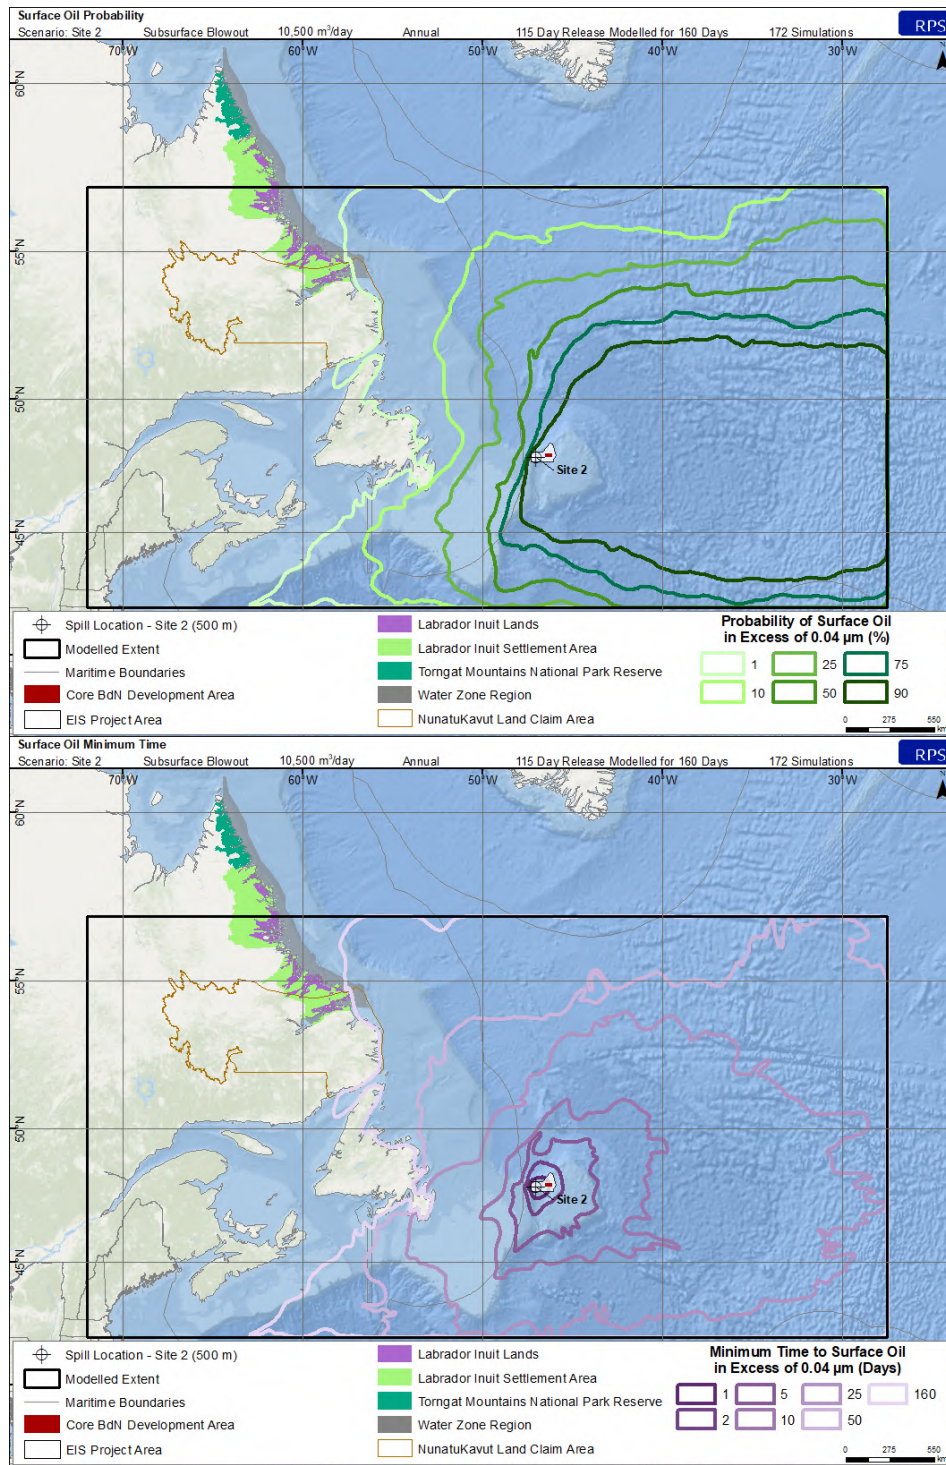 Surface Oil Probability
Scenario: Site 2 Subsurface Blowout 10,500 m³/day Annual 115 Day Release Modelled for 160 Days 172 Simulations
RPS
70°W 60°W 50°W 40°W 30°W
N
60°N
55°N
50°N
45°N
Site 2
Spill Location - Site 2 (500 m)
Modelled Extent
Maritime Boundaries
Core BdN Development Area
EIS Project Area
Labrador Inuit Lands
Labrador Inuit Settlement Area
Torngat Mountains National Park Reserve
Water Zone Region
NunatuKavut Land Claim Area
Probability of Surface Oil
in Excess of 0.04 µm (%)
1 25 75
10 50 90
0 275 550
km
Surface Oil Minimum Time
Scenario: Site 2 Subsurface Blowout 10,500 m³/day Annual 115 Day Release Modelled for 160 Days 172 Simulations
RPS
70°W 60°W 50°W 40°W 30°W
N
60°N
55°N
50°N
45°N
Site 2
Spill Location - Site 2 (500 m)
Modelled Extent
Maritime Boundaries
Core BdN Development Area
EIS Project Area
Labrador Inuit Lands
Labrador Inuit Settlement Area
Torngat Mountains National Park Reserve
Water Zone Region
NunatuKavut Land Claim Area
Minimum Time to Surface Oil
in Excess of 0.04 µm (Days)
1 5 25 160
2 10 50
0 275 550
km